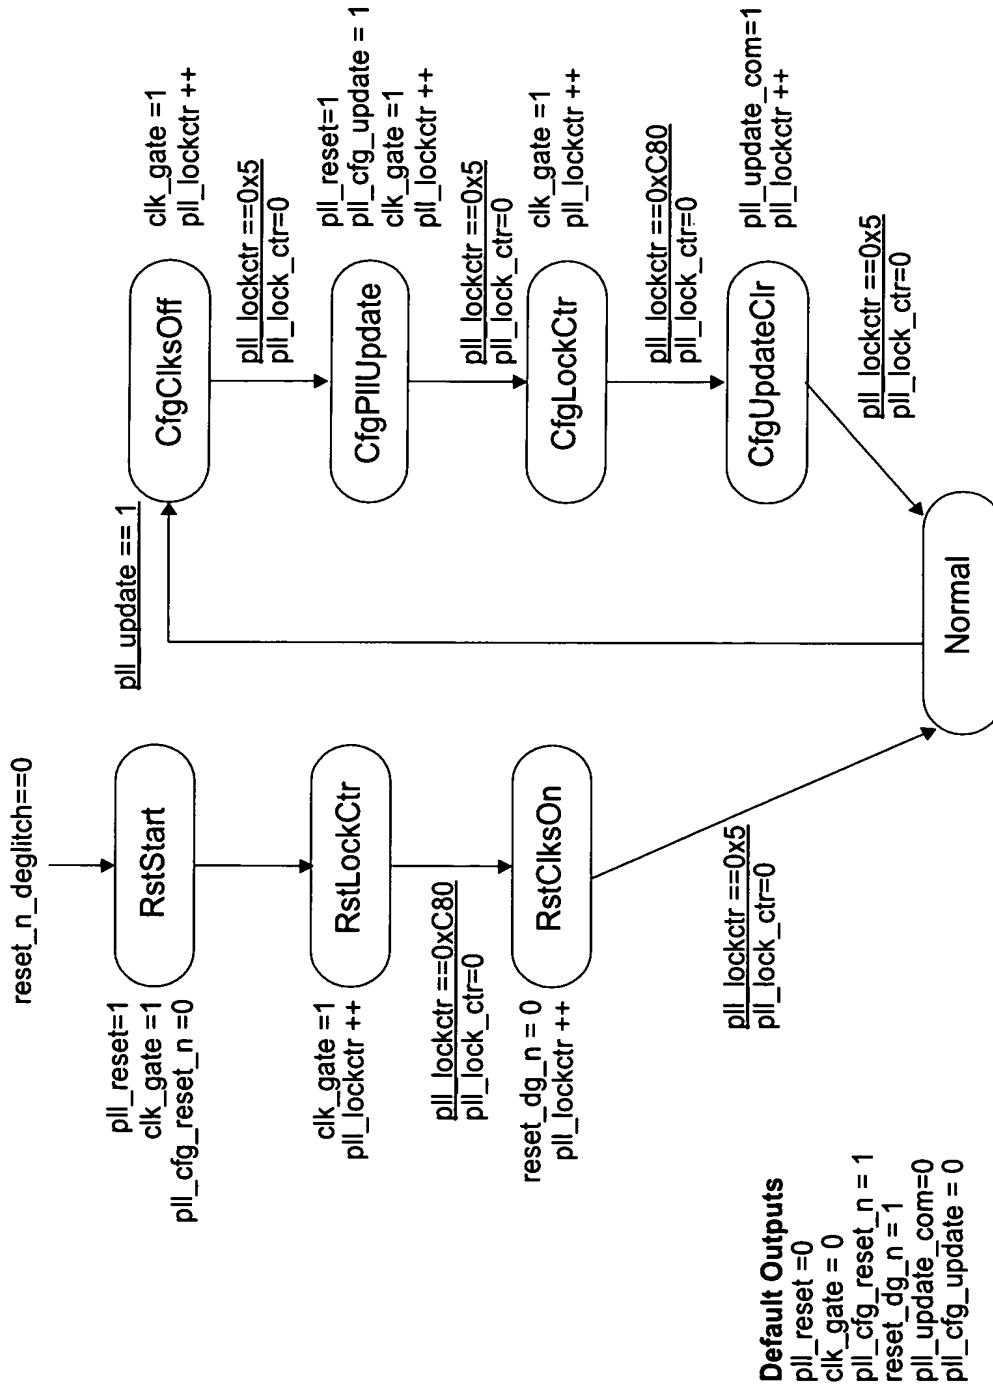 reset_n_deglitch==0
RstStart
pll_reset=1
clk_gate =1
pll_cfg_reset_n =0
RstLockCtr
clk_gate =1
pll_lockctr ++
pll_lockctr ==0xC80
pll_lock_ctr=0
RstClksOn
reset_dg_n = 0
pll_lockctr ++
pll_lockctr ==0x5
pll_lock_ctr=0
Normal
pll_update == 1
CfgClksOff
clk_gate =1
pll_lockctr ++
pll_lockctr ==0x5
pll_lock_ctr=0
CfgPllUpdate
pll_reset=1
pll_cfg_update = 1
clk_gate =1
pll_lockctr ++
pll_lockctr ==0x5
pll_lock_ctr=0
CfgLockCtr
clk_gate =1
pll_lockctr ++
pll_lockctr ==0xC80
pll_lock_ctr=0
CfgUpdateClr
pll_update_com=1
pll_lockctr ++
pll_lockctr ==0x5
pll_lock_ctr=0
Default Outputs
pll_reset =0
clk_gate = 0
pll_cfg_reset_n = 1
reset_dg_n = 1
pll_update_com=0
pll_cfg_update = 0